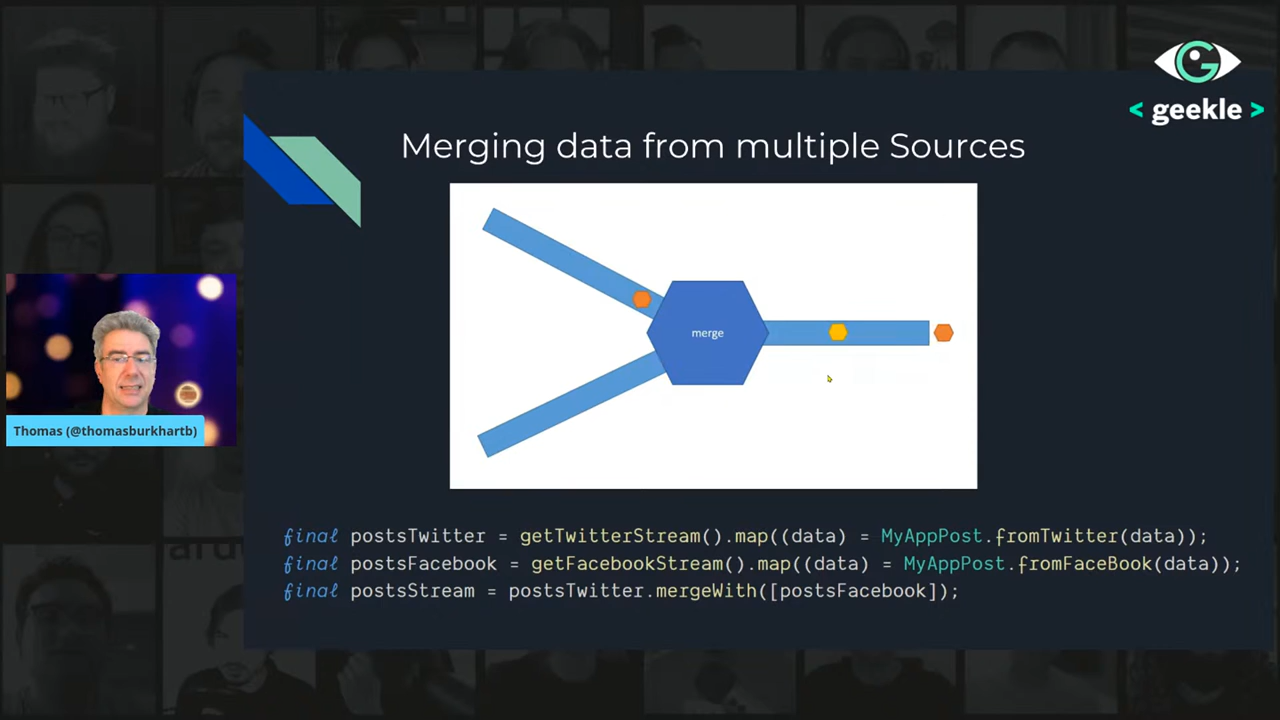 < geekle >
Merging data from multiple Sources
merge
Thomas (@thomasburkhartb)
final postsTwitter = getTwitterStream().map((data) = MyAppPost.fromTwitter(data));
final postsFacebook = getFacebookStream().map((data) = MyAppPost.fromFaceBook(data));
final postsStream = postsTwitter.mergeWith([postsFacebook]);